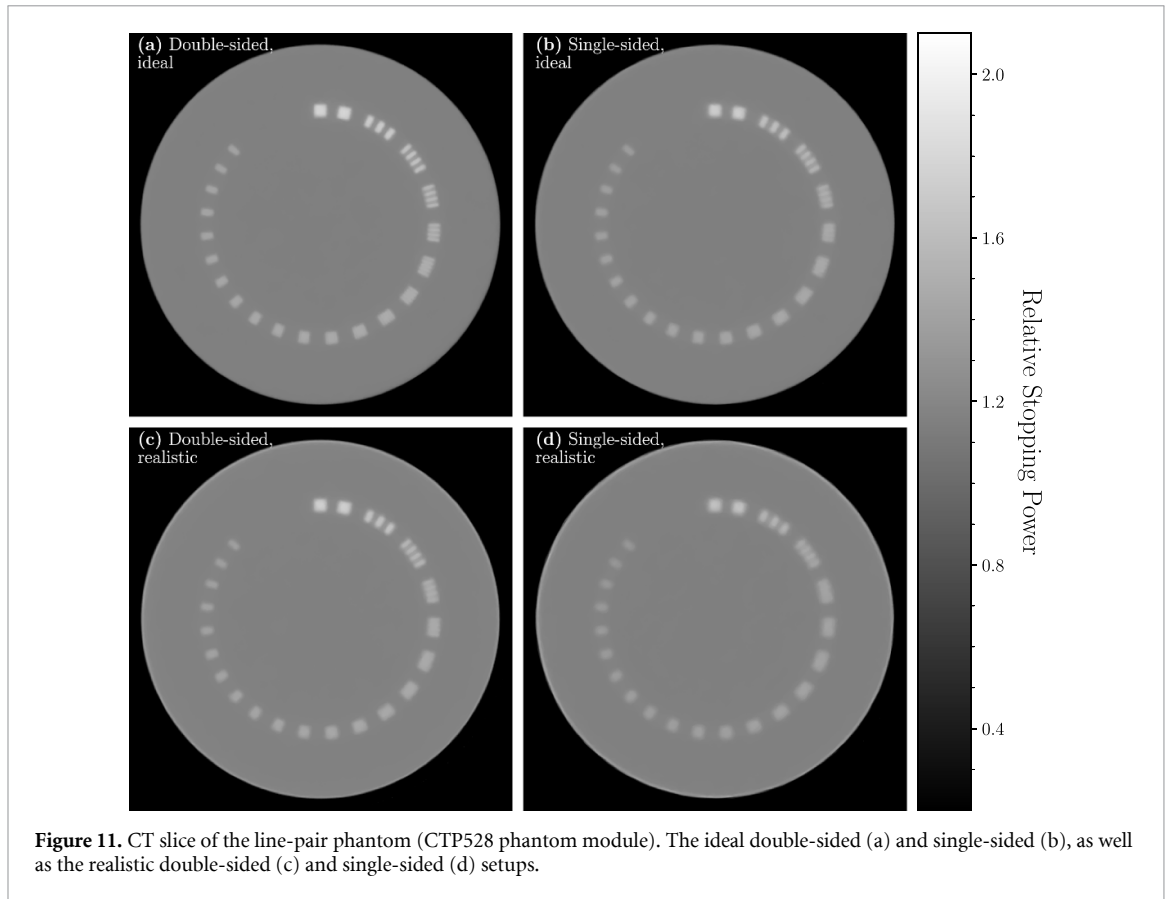 (a) Double-sided,
ideal
(b) Single-sided,
ideal
(c) Double-sided,
realistic
(d) Single-sided,
realistic
2.0
1.6
1.2
0.8
0.4
Relative Stopping Power
Figure 11. CT slice of the line-pair phantom (CTP528 phantom module). The ideal double-sided (a) and single-sided (b), as well
as the realistic double-sided (c) and single-sided (d) setups.